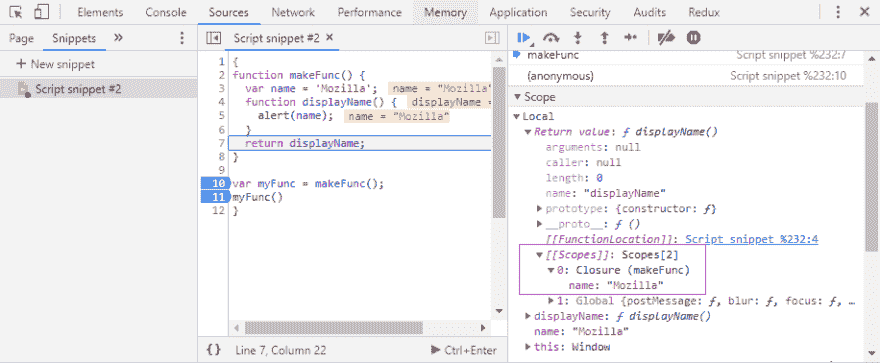 Elements Console Sources Network Performance Memory Application Security Audits Redux
Page Snippets »
+ New snippet
Script snippet #2
Script snippet #2 ×
1 {
2 function makeFunc() {
3 var name = 'Mozilla'; name = "Mozilla"
4 function displayName() { displayName =
5 alert(name); name = "Mozilla"
6 }
7 return displayName;
8 }
9
10 var myFunc = makeFunc();
11 myFunc()
12 }
{} Line 7, Column 22 Ctrl+Enter
makeFunc Script snippet %232:7
(anonymous) Script snippet %232:10
Scope
Local
Return value: ƒ displayName()
arguments: null
caller: null
length: 0
name: "displayName"
prototype: {constructor: ƒ}
__proto__: ƒ ()
[[FunctionLocation]]: Script snippet %232:4
[[Scopes]]: Scopes[2]
0: Closure (makeFunc)
name: "Mozilla"
1: Global {postMessage: ƒ, blur: ƒ, focus: ƒ, …
displayName: ƒ displayName()
name: "Mozilla"
this: Window